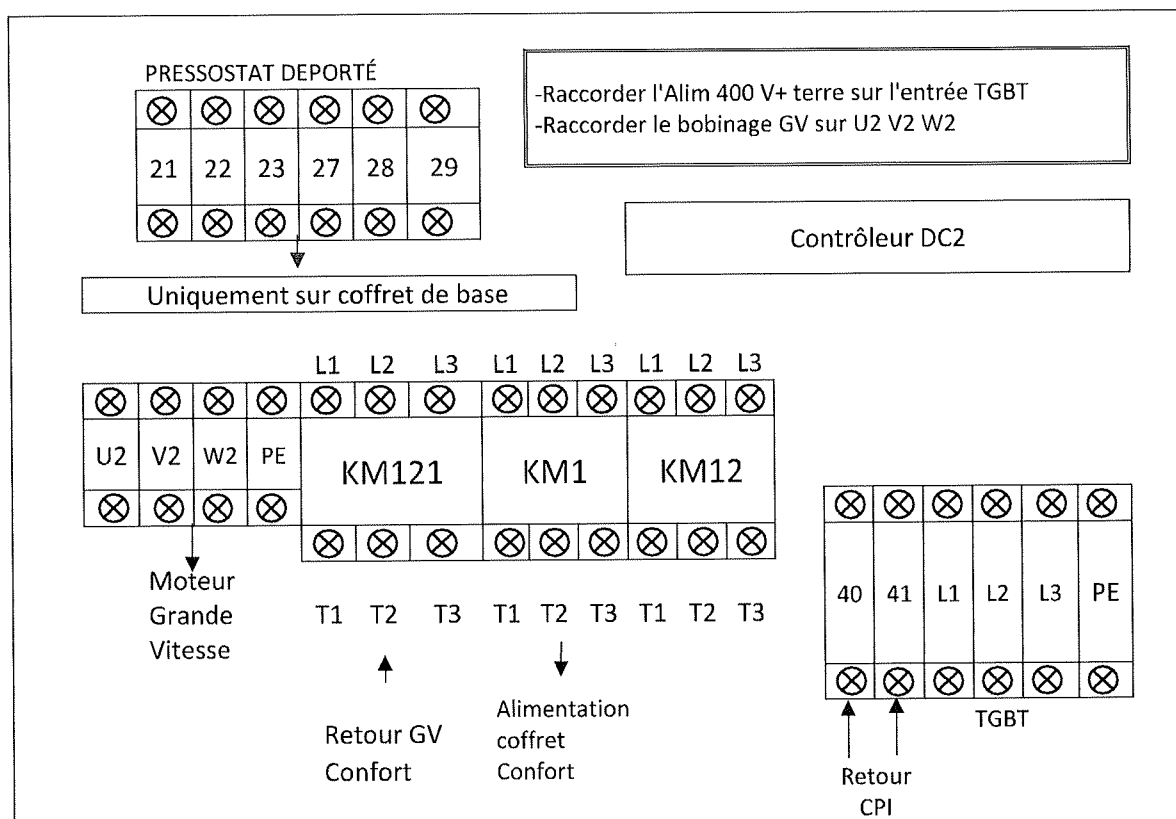 PRESSOSTAT DEPORTÉ
21 22 23 27 28 29
-Raccorder l'Alim 400 V+ terre sur l'entrée TGBT
-Raccorder le bobinage GV sur U2 V2 W2
Contrôleur DC2
Uniquement sur coffret de base
L1 L2 L3 L1 L2 L3 L1 L2 L3
U2 V2 W2 PE KM121 KM1 KM12
40 41 L1 L2 L3 PE
Moteur
Grande
Vitesse
T1 T2 T3 T1 T2 T3 T1 T2 T3
Retour GV
Confort
Alimentation
coffret
Confort
TGBT
Retour
CPI